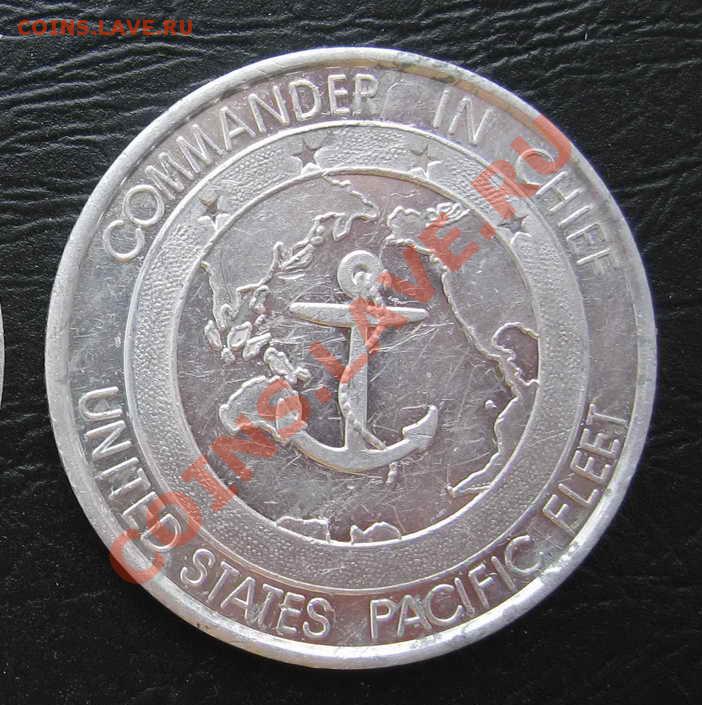 COINS.LAVE.RU
COMMANDER IN CHIEF
UNITED STATES PACIFIC FLEET
COINS.LAVE.RU